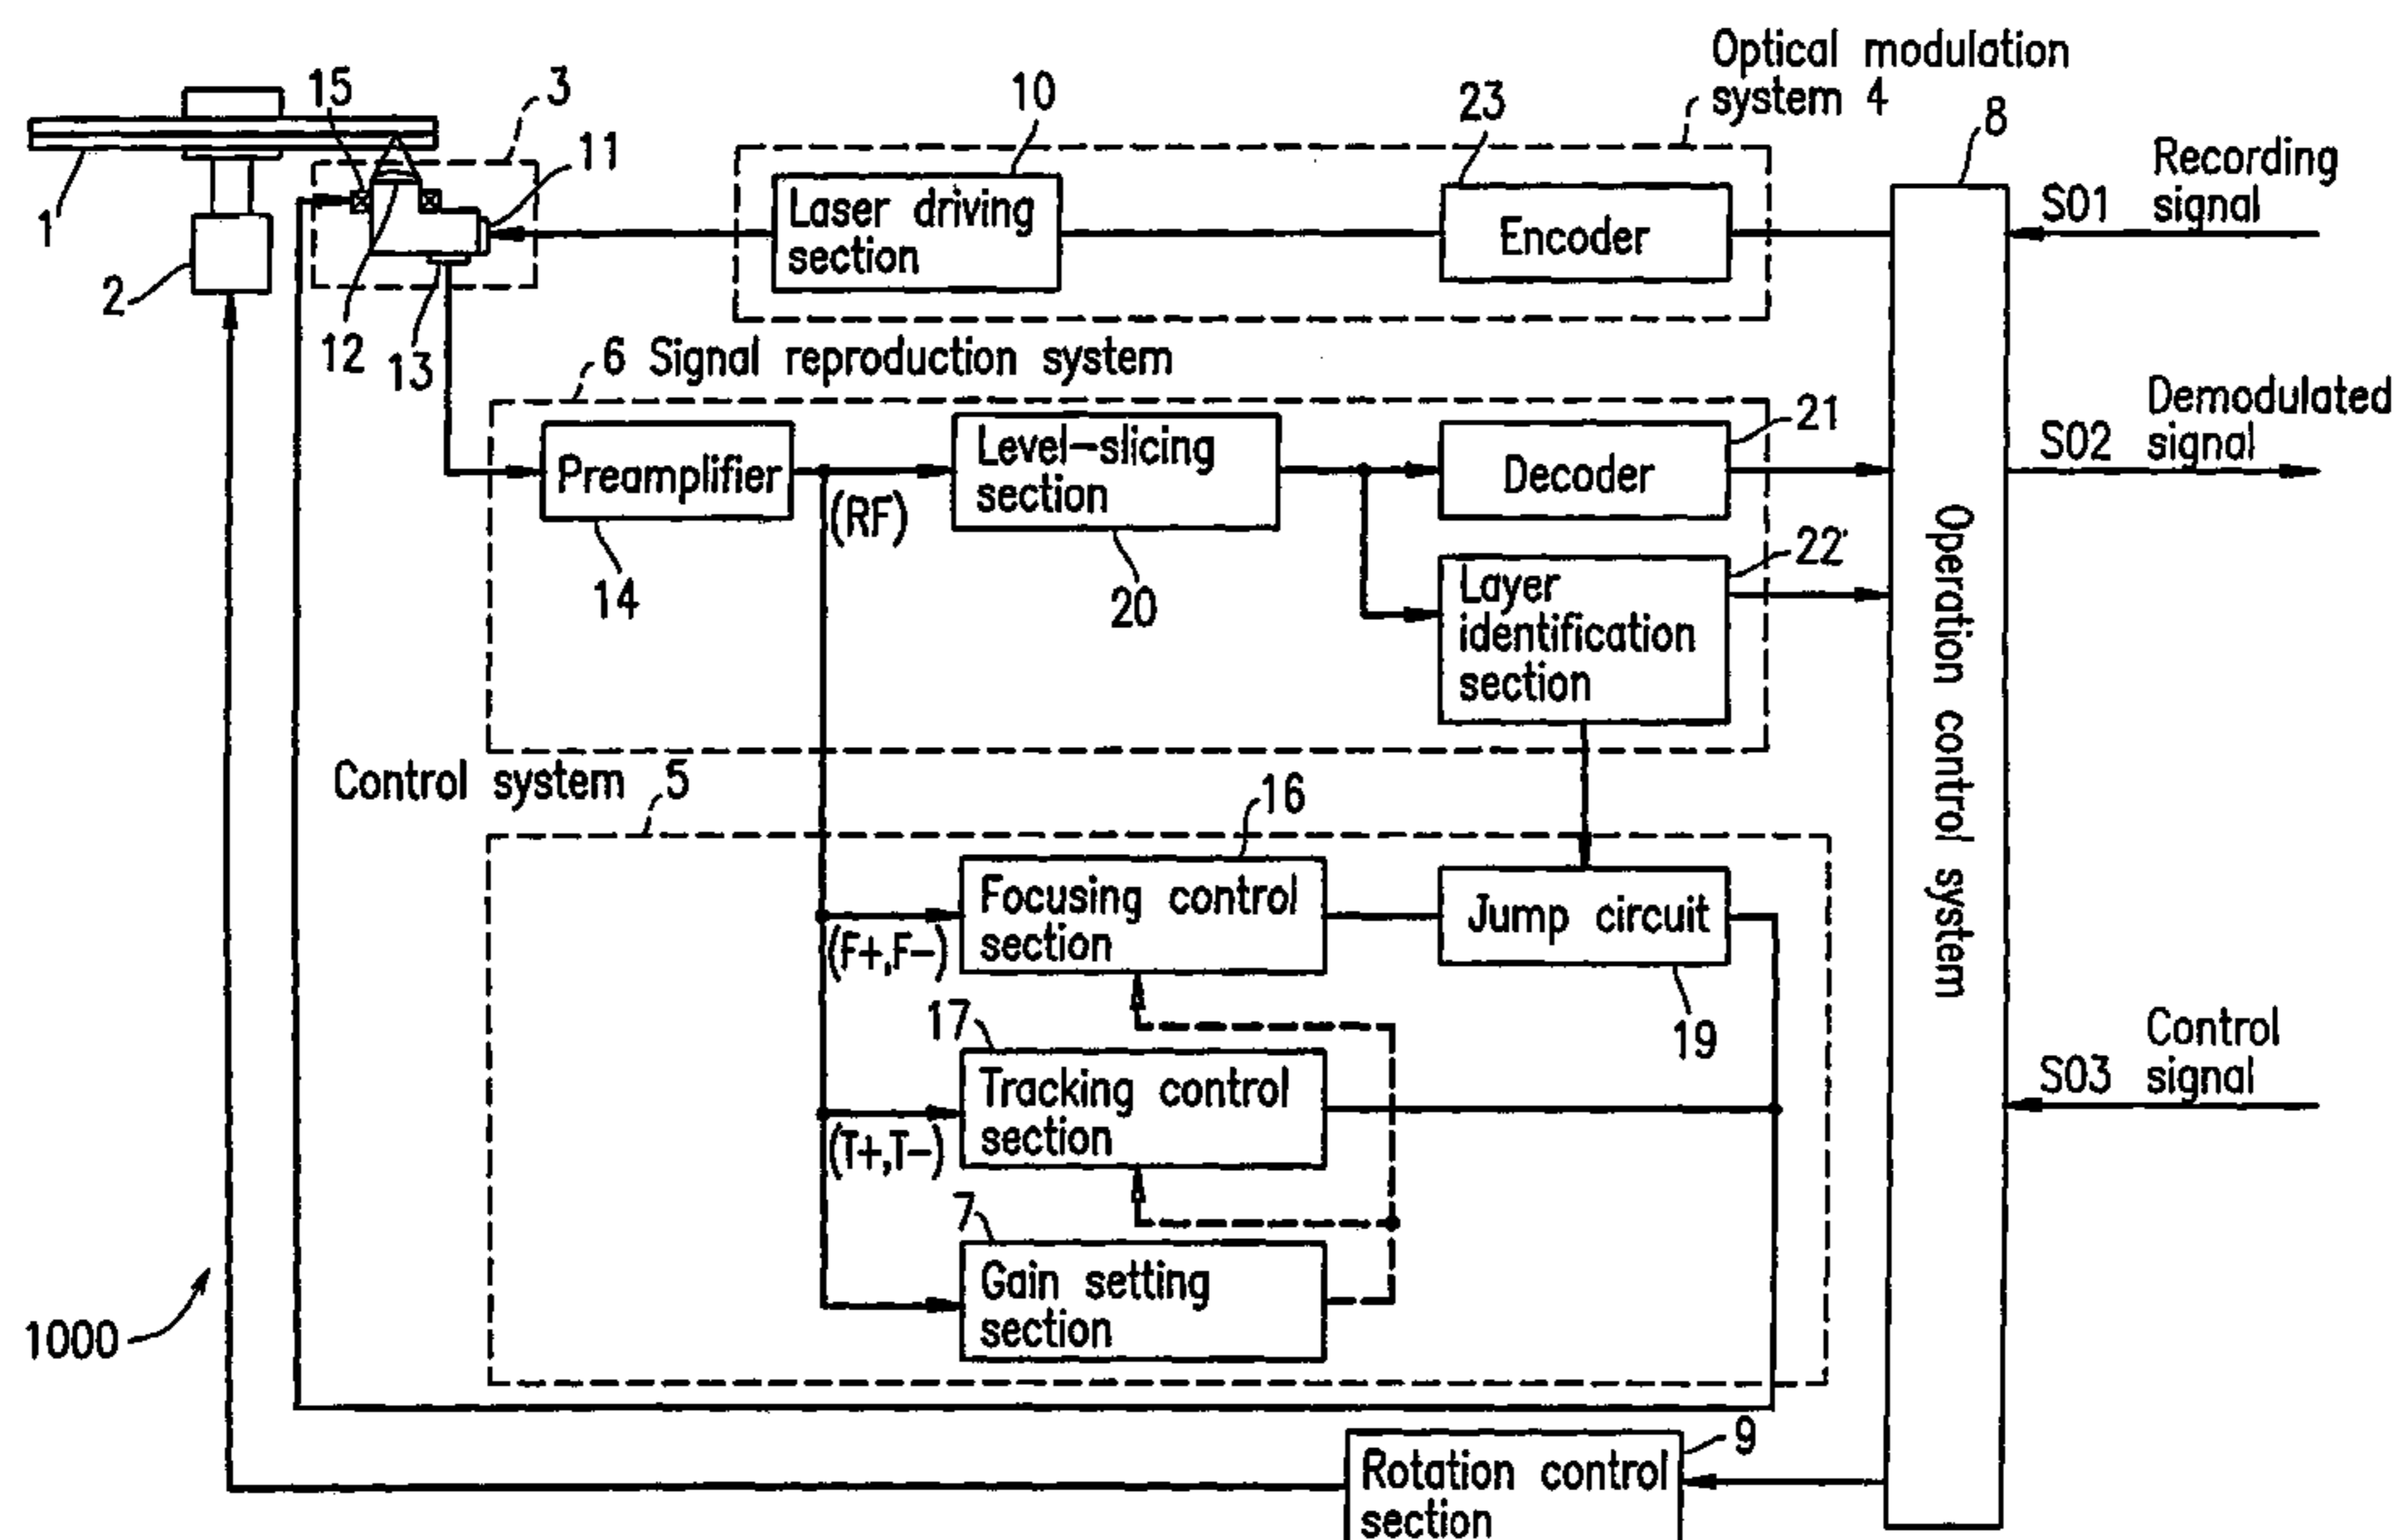 Optical modulation
system 4
15
3
10
23
8
11
1
Laser driving
section
Encoder
S01
Recording
signal
2
12
13
6 Signal reproduction system
Preamplifier
Level-slicing
section
Decoder
21
S02
Demodulated
signal
(RF)
14
20
22'
Layer
identification
section
Operation control system
Control system
5
16
Focusing control
section
Jump circuit
(F+,F-)
17
19
S03
Control
signal
Tracking control
section
(T+,T-)
7
Gain setting
section
1000
9
Rotation control
section